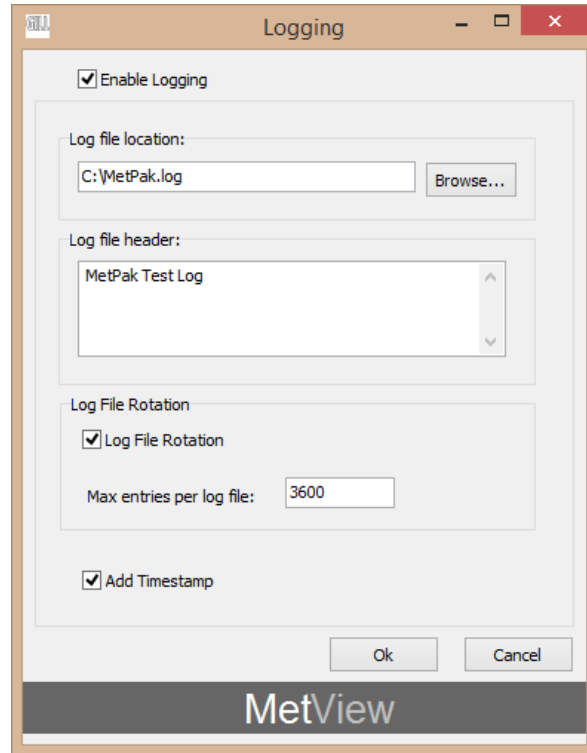 GILL
Logging
Enable Logging
Log file location:
C:\MetPak.log
Browse...
Log file header:
MetPak Test Log
Log File Rotation
Log File Rotation
Max entries per log file:
3600
Add Timestamp
Ok
Cancel
MetView